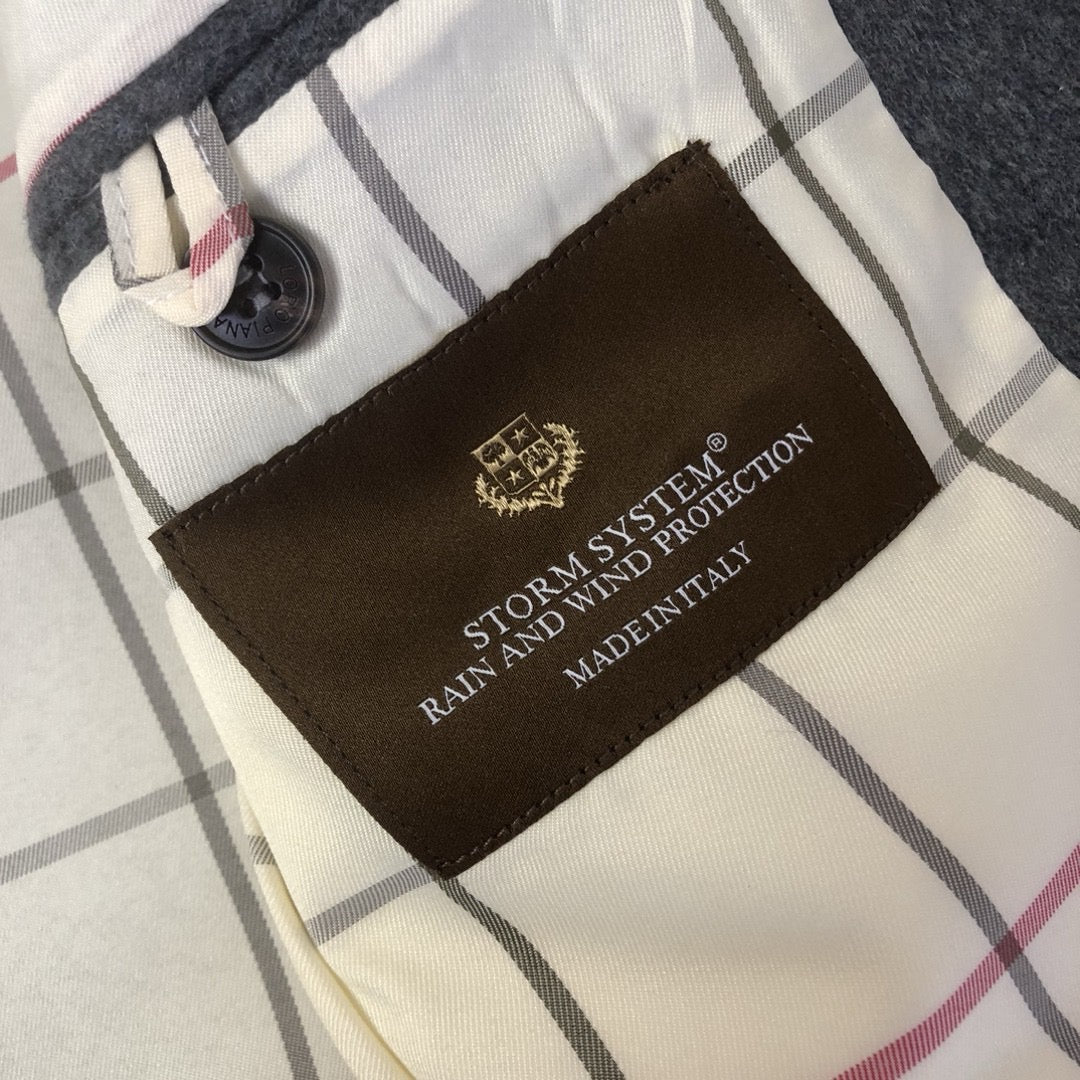 LORO PIANA
STORM SYSTEM®
RAIN AND WIND PROTECTION
MADE IN ITALY